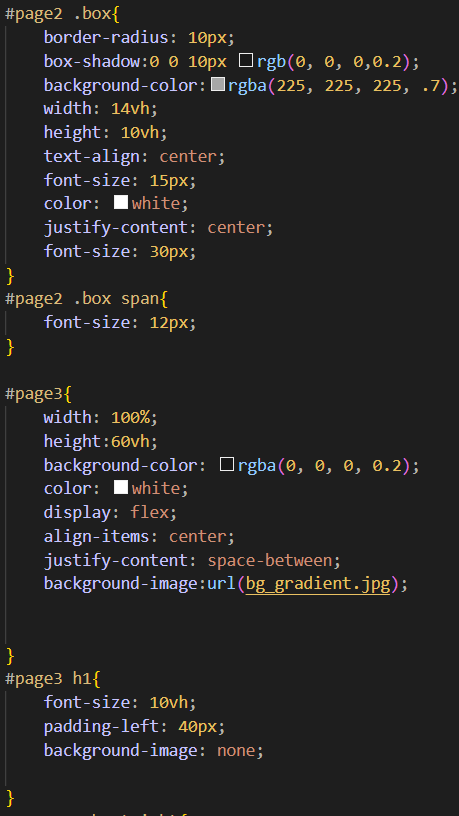 #page2 .box{
    border-radius: 10px;
    box-shadow:0 0 10px rgb(0, 0, 0,0.2);
    background-color:rgba(225, 225, 225, .7);
    width: 14vh;
    height: 10vh;
    text-align: center;
    font-size: 15px;
    color: white;
    justify-content: center;
    font-size: 30px;
}
#page2 .box span{
    font-size: 12px;
}

#page3{
    width: 100%;
    height:60vh;
    background-color: rgba(0, 0, 0, 0.2);
    color: white;
    display: flex;
    align-items: center;
    justify-content: space-between;
    background-image:url(bg_gradient.jpg);
}
#page3 h1{
    font-size: 10vh;
    padding-left: 40px;
    background-image: none;
}